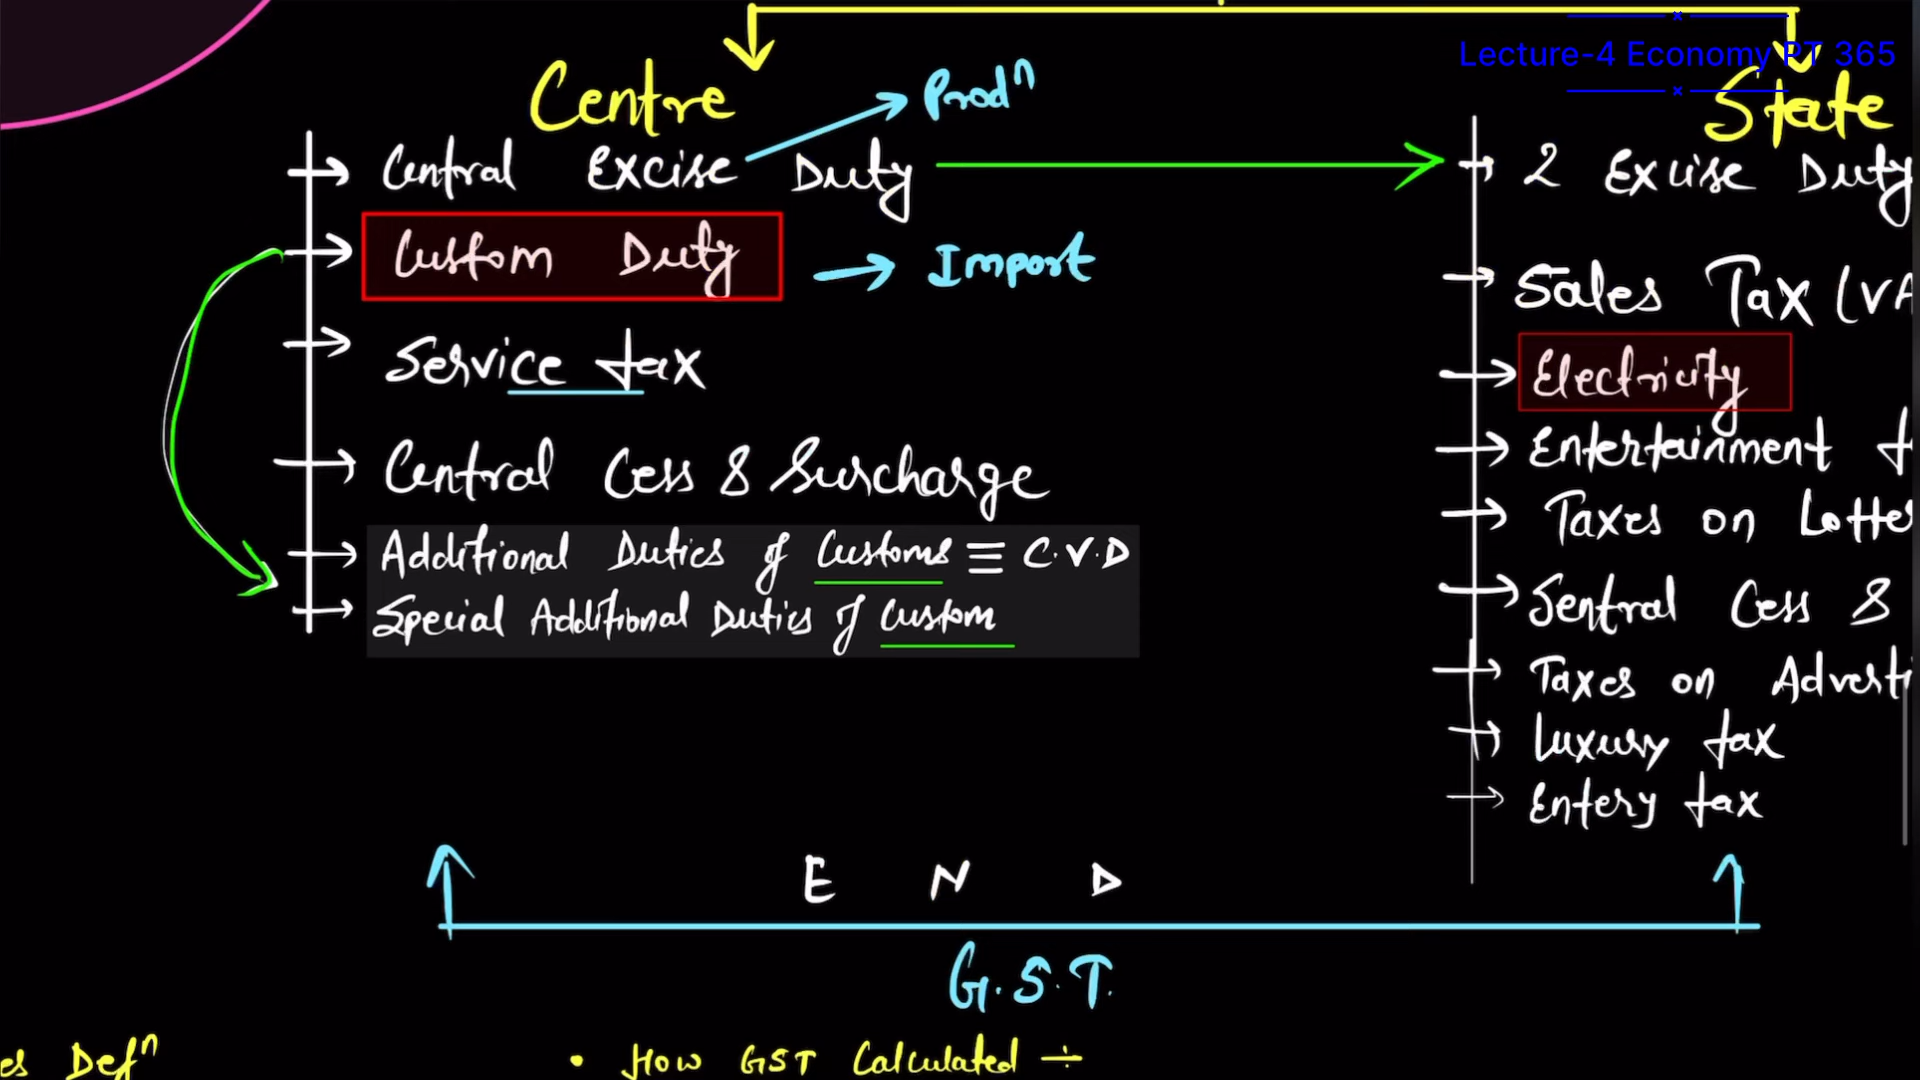 Lecture-4 Economy PT 365
Centre
Prodⁿ
State
Central Excise Duty
2 Excise Duty
Custom Duty
Import
Sales Tax (VA
Service tax
Electricity
Entertainment
Central Cess & Surcharge
Taxes on Lotte
Additional Duties of Customs ≡ C.V.D
Sentral Cess &
Special Additional Duties of Custom
Taxes on Adverti
Luxury tax
Entery tax
E N D
G.S.T.
es Defⁿ
• How GST Calculated ÷